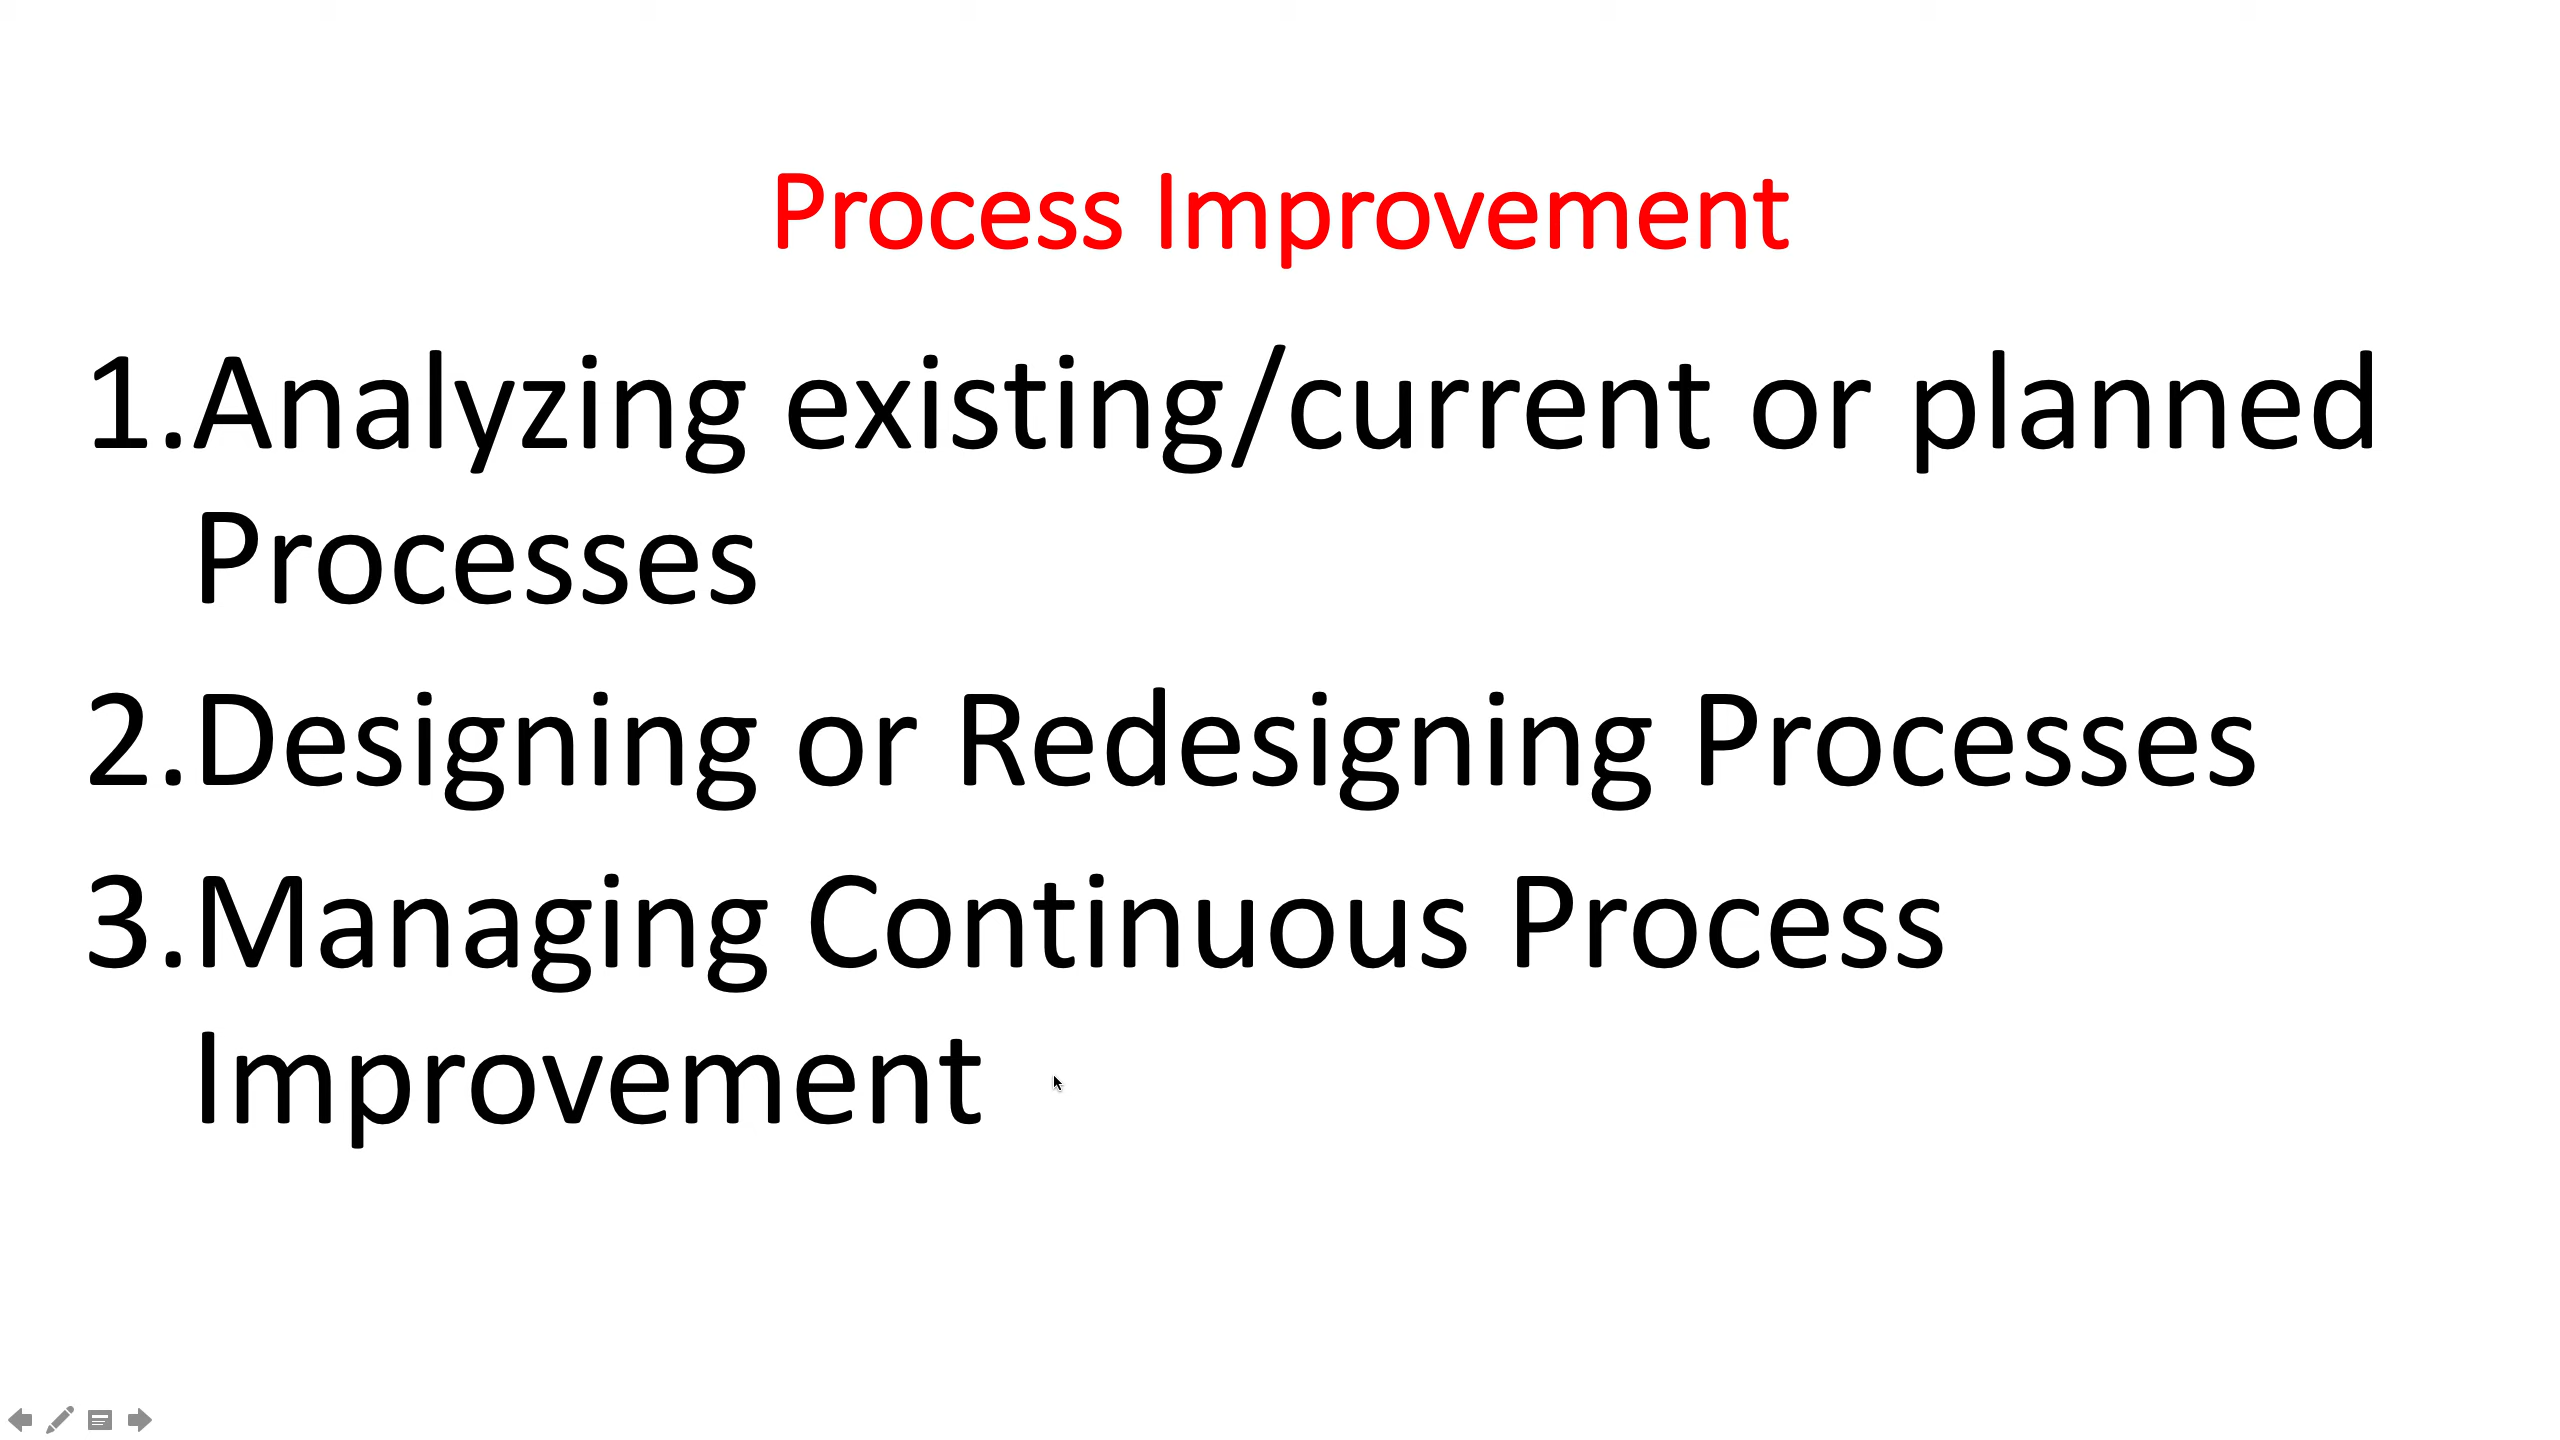 Process Improvement
1.Analyzing existing/current or planned
Processes
2.Designing or Redesigning Processes
3.Managing Continuous Process
Improvement